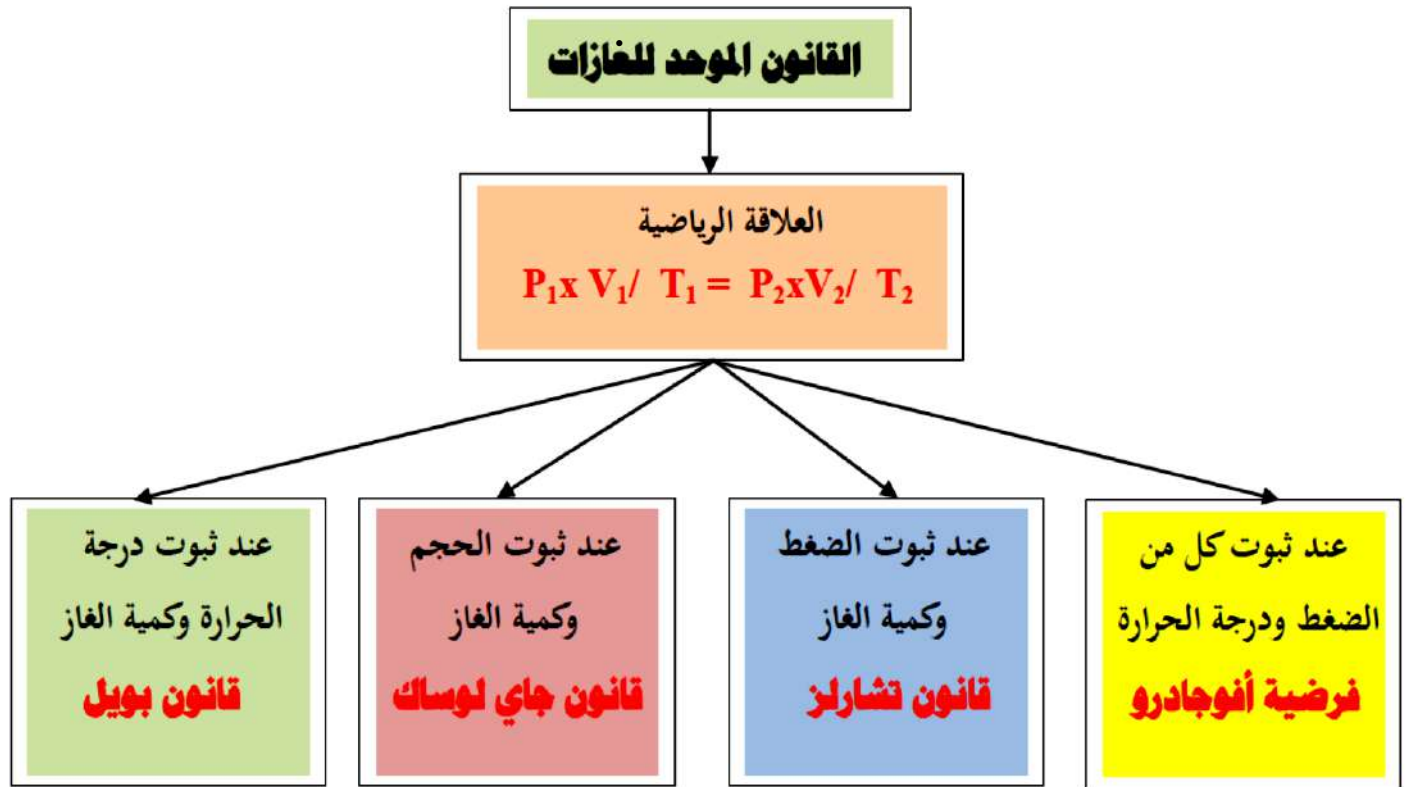 القانون الموحد للغازات
العلاقة الرياضية
P₁x V₁/ T₁ = P₂xV₂/ T₂
عند ثبوت كل من
الضغط ودرجة الحرارة
فرضية أفوجادرو
عند ثبوت الضغط
وكمية الغاز
قانون تشارلز
عند ثبوت الحجم
وكمية الغاز
قانون جاي لوساك
عند ثبوت درجة
الحرارة وكمية الغاز
قانون بويل